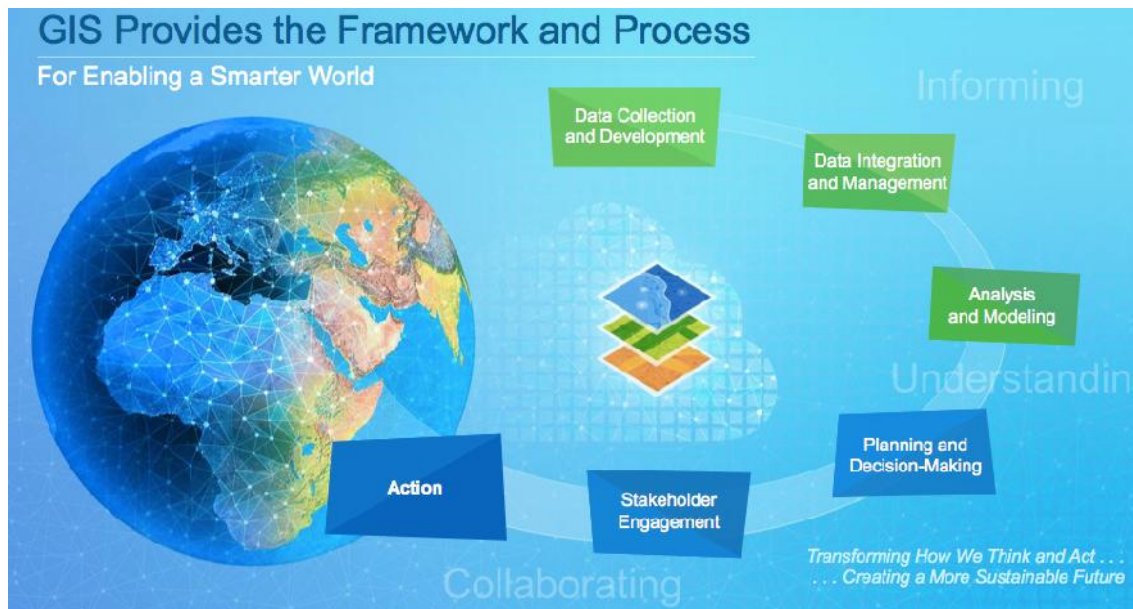 GIS Provides the Framework and Process
For Enabling a Smarter World
Informing
Data Collection
and Development
Data Integration
and Management
Analysis
and Modeling
Understandin
Planning and
Decision-Making
Stakeholder
Engagement
Action
Collaborating
Transforming How We Think and Act . . .
. . . Creating a More Sustainable Future